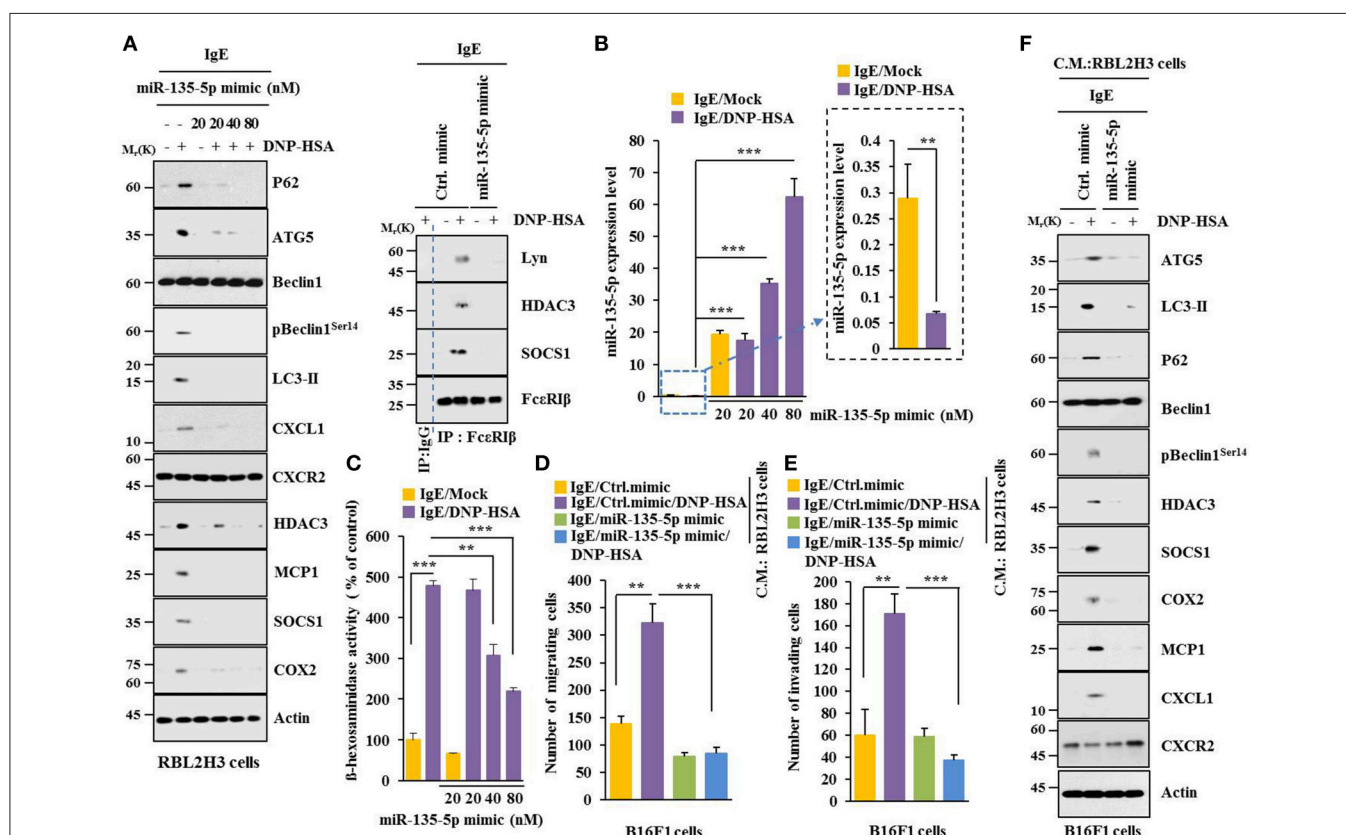 A
IgE
miR-135-5p mimic (nM)
- - 20 20 40 80
- + - + + + DNP-HSA
Mr(K)
60 P62
35 ATG5
60 Beclin1
60 pBeclin1Ser14
20
15 LC3-II
10 CXCL1
60
45 CXCR2
45 HDAC3
25 MCP1
35 SOCS1
75
60 COX2
45 Actin
RBL2H3 cells
IgE
Ctrl. mimic
miR-135-5p mimic
+ - + - + DNP-HSA
Mr(K)
60
45 Lyn
45 HDAC3
25 SOCS1
35
25 FcεRIβ
IP:IgG
IP : FcεRIβ
B
IgE/Mock
IgE/DNP-HSA
miR-135-5p expression level
80
70
60
50
40
30
20
10
0
***
***
***
20 20 40 80
miR-135-5p mimic (nM)
IgE/Mock
IgE/DNP-HSA
miR-135-5p expression level
0.4
0.35
0.3
0.25
0.2
0.15
0.1
0.05
0
**
C
IgE/Mock
IgE/DNP-HSA
ß-hexosaminidase activity ( % of control)
600
500
400
300
200
100
0
***
**
***
20 20 40 80
miR-135-5p mimic (nM)
D
IgE/Ctrl.mimic
IgE/Ctrl.mimic/DNP-HSA
IgE/miR-135-5p mimic
IgE/miR-135-5p mimic/
DNP-HSA
C.M.: RBL2H3 cells
Number of migrating cells
400
350
300
250
200
150
100
50
0
**
***
B16F1 cells
E
IgE/Ctrl.mimic
IgE/Ctrl.mimic/DNP-HSA
IgE/miR-135-5p mimic
IgE/miR-135-5p mimic/
DNP-HSA
C.M.: RBL2H3 cells
Number of invading cells
200
180
160
140
120
100
80
60
40
20
0
**
***
B16F1 cells
F
C.M.:RBL2H3 cells
IgE
Ctrl. mimic
miR-135-5p
mimic
Mr(K) - + - + DNP-HSA
35 ATG5
20
15 LC3-II
60 P62
60 Beclin1
60 pBeclin1Ser14
45 HDAC3
35 SOCS1
75
60 COX2
25 MCP1
10 CXCL1
60
45 CXCR2
45 Actin
B16F1 cells